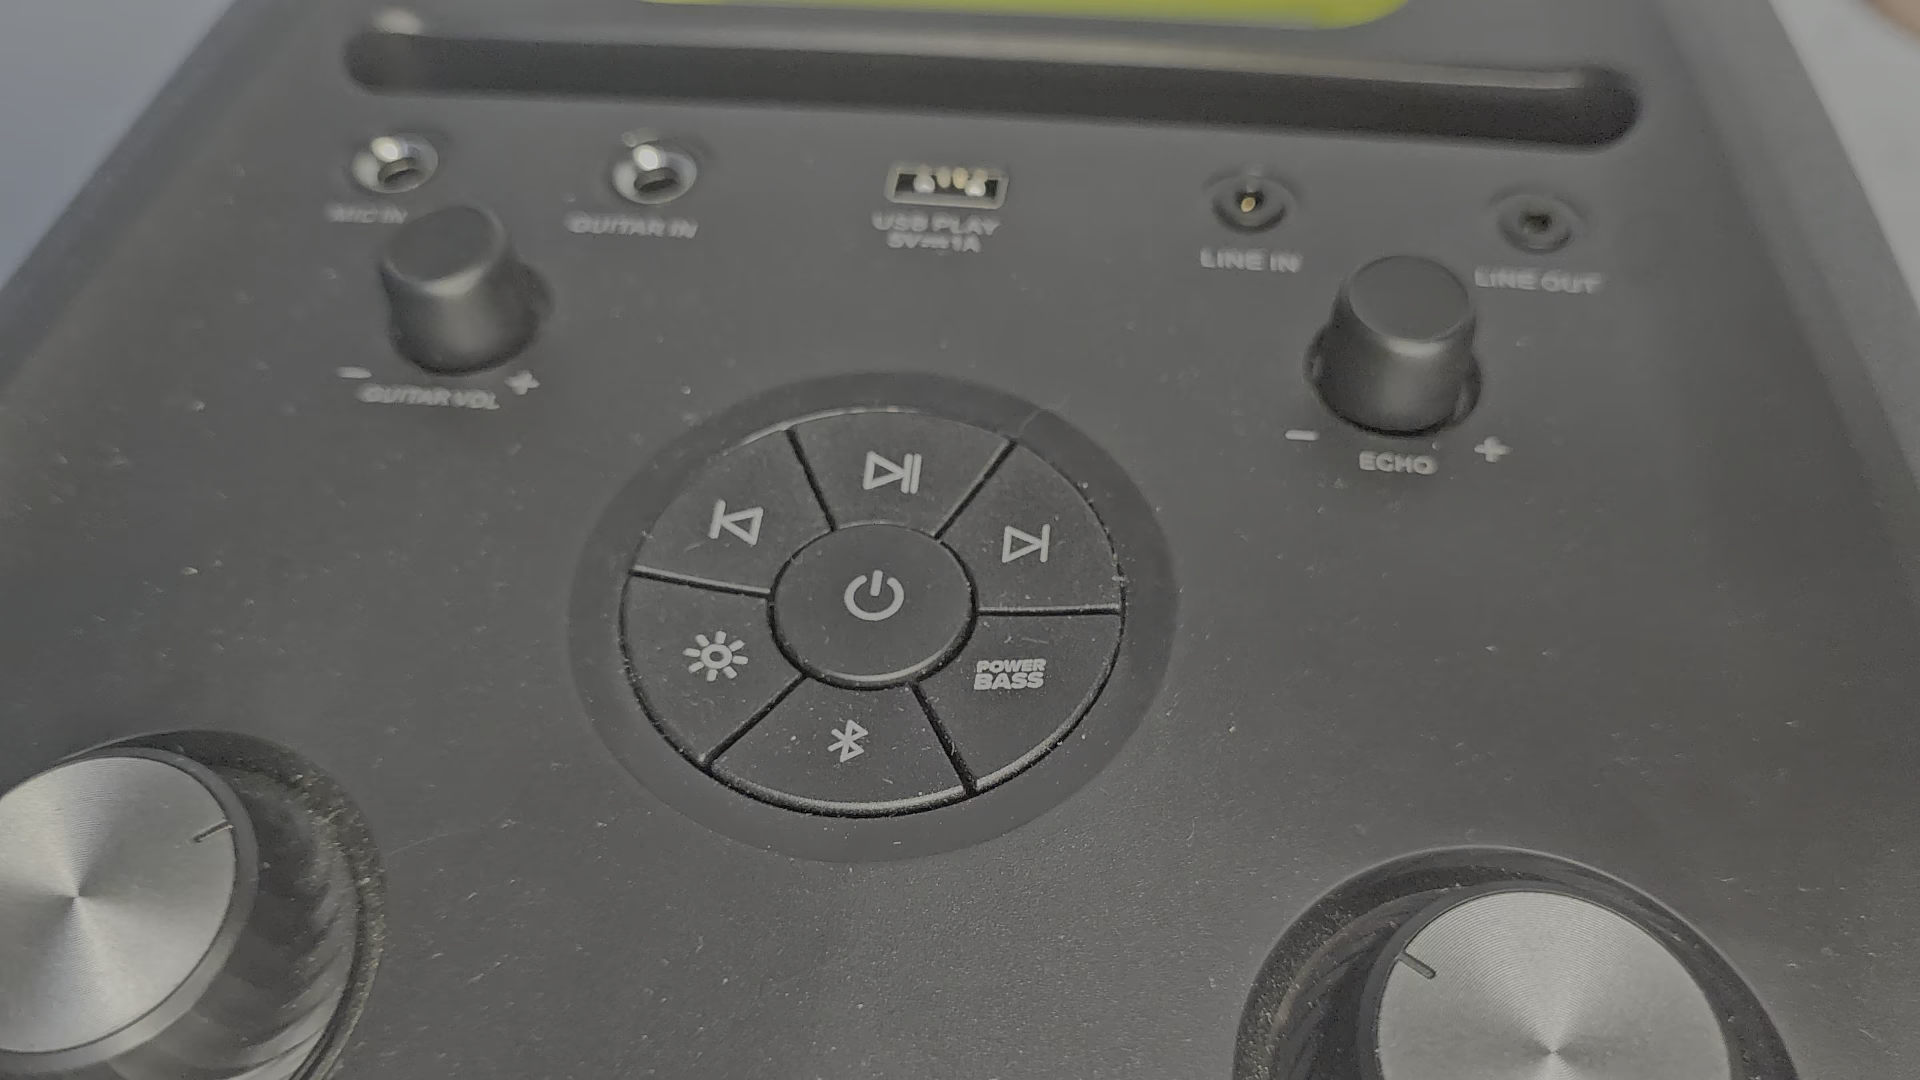 MIC IN
GUITAR IN
USB PLAY
5V⎓1A
LINE IN
LINE OUT
- GUITAR VOL +
- ECHO +
POWER
BASS